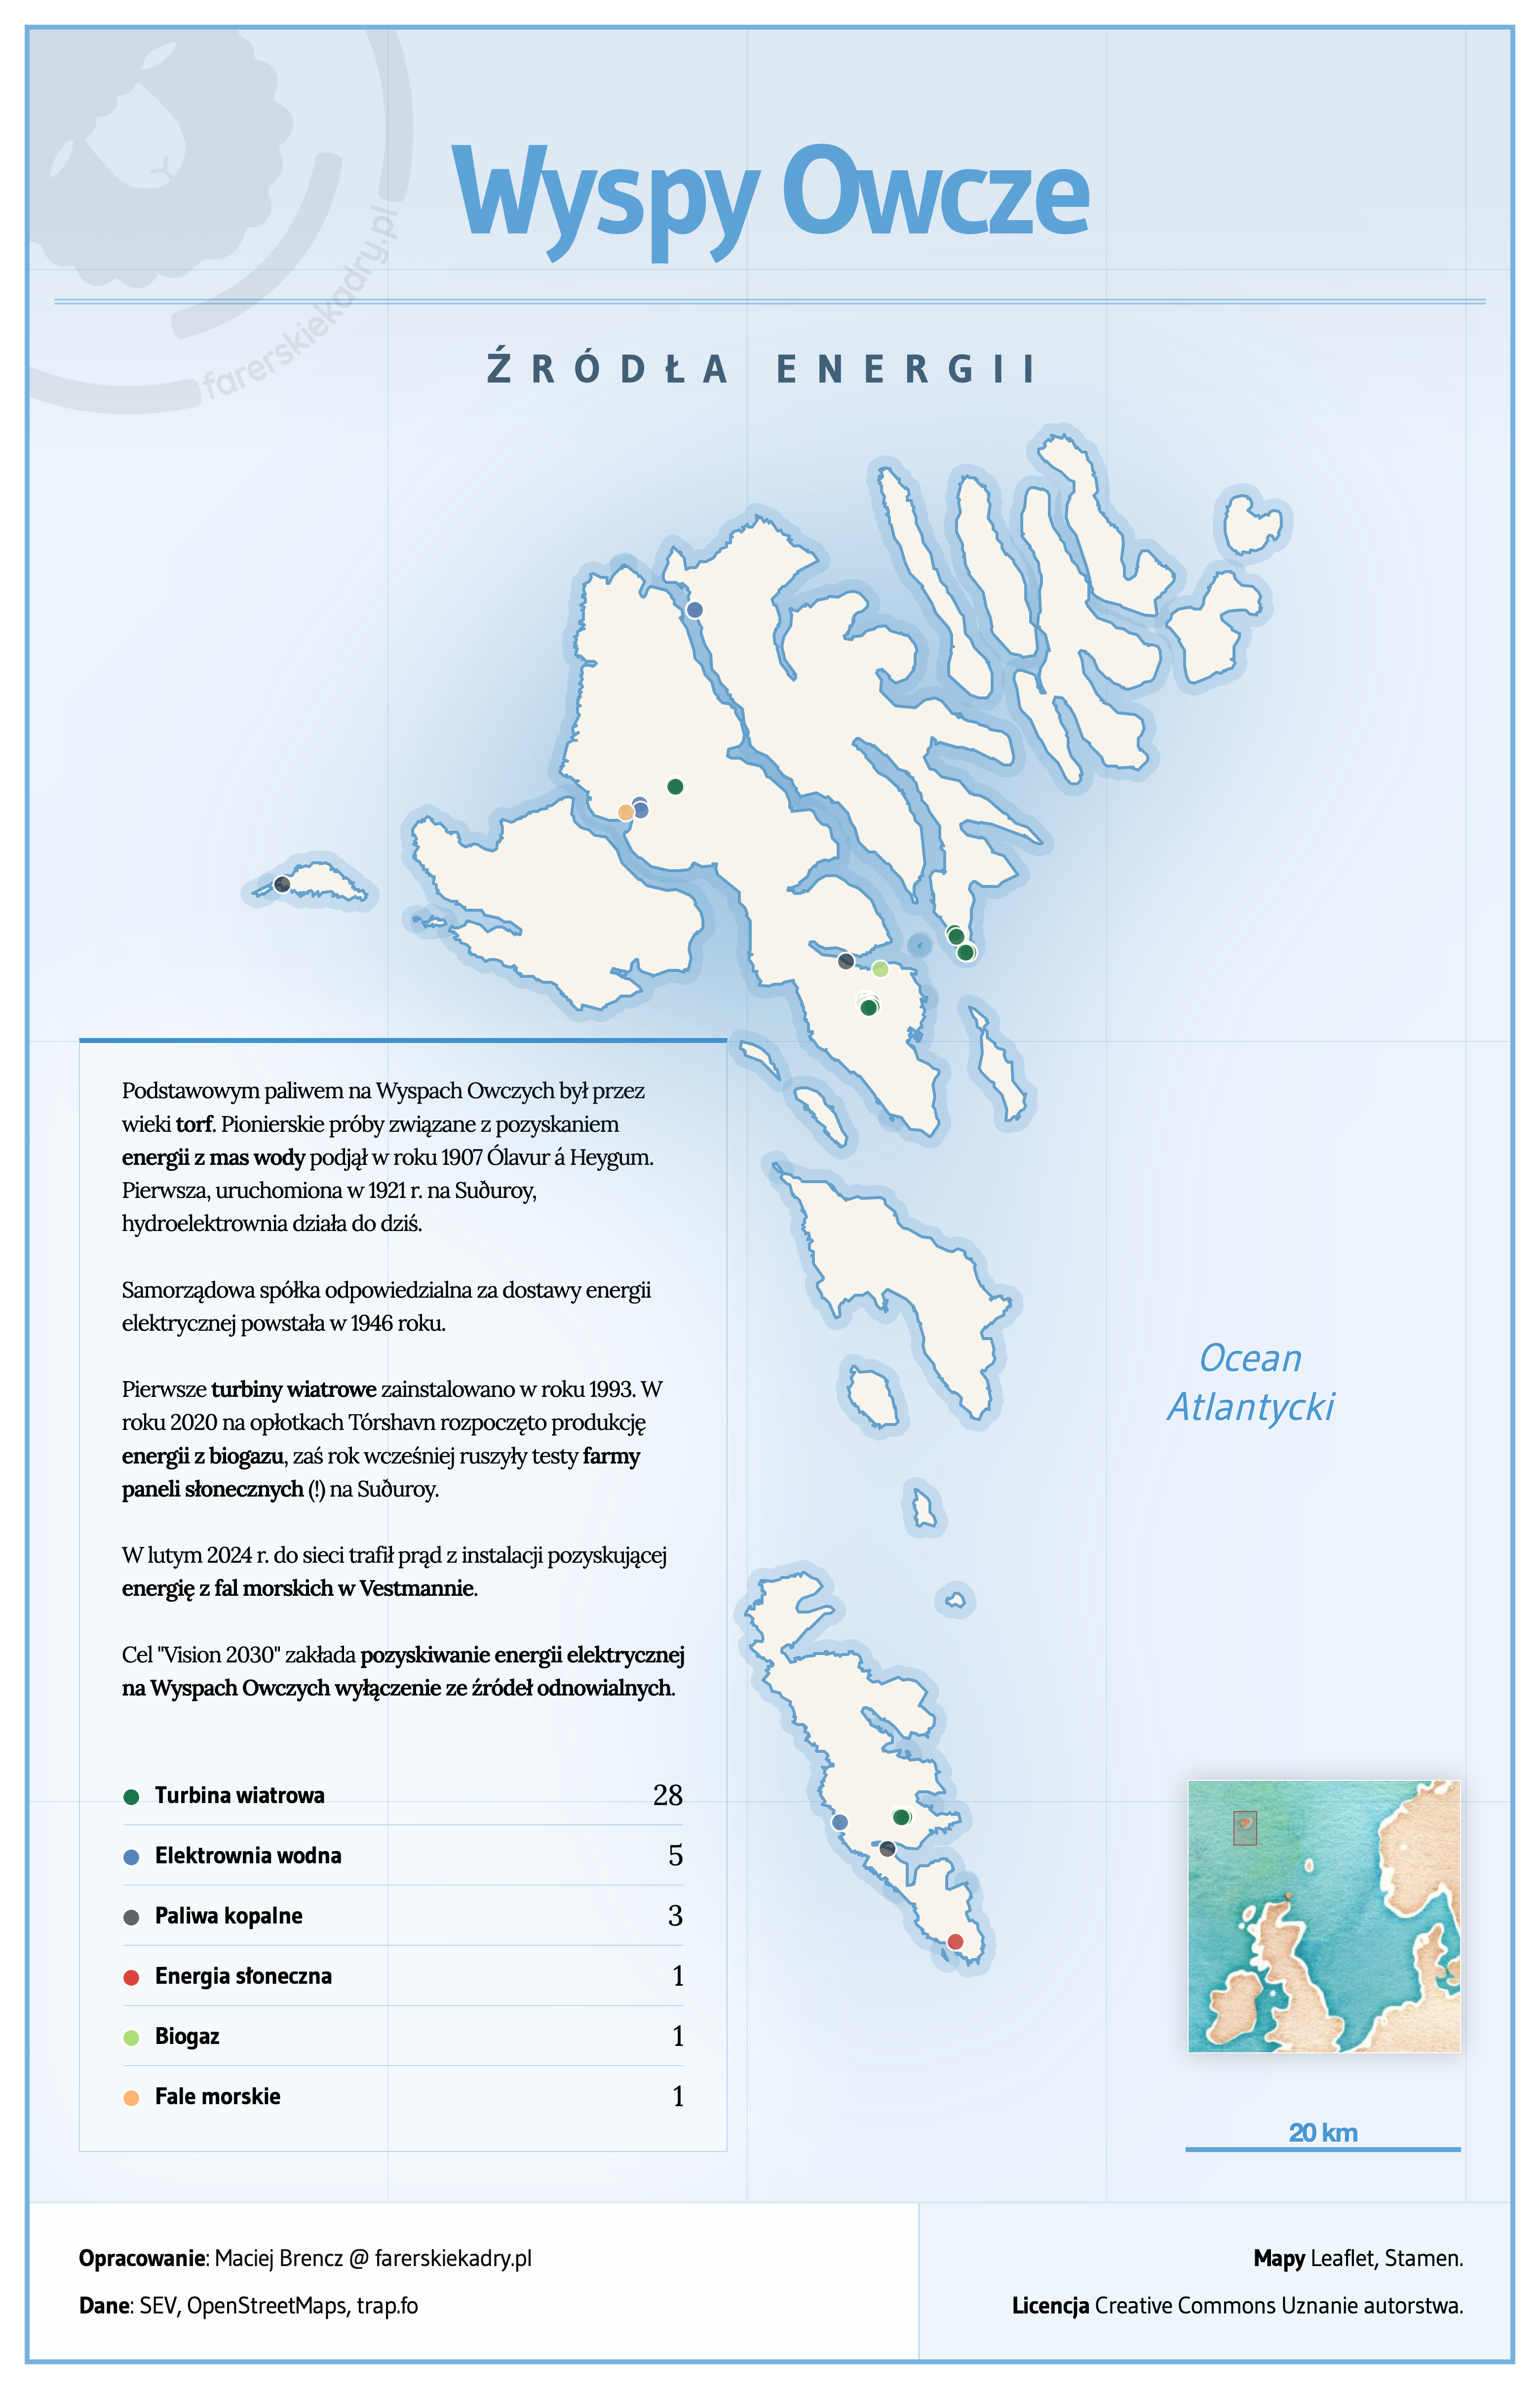 farerskiekadry.pl
Wyspy Owcze
ŹRÓDŁA ENERGII
Podstawowym paliwem na Wyspach Owczych był przez
wieki torf. Pionierskie próby związane z pozyskaniem
energii z mas wody podjął w roku 1907 Ólavur á Heygum.
Pierwsza, uruchomiona w 1921 r. na Suðuroy,
hydroelektrownia działa do dziś.
Samorządowa spółka odpowiedzialna za dostawy energii
elektrycznej powstała w 1946 roku.
Pierwsze turbiny wiatrowe zainstalowano w roku 1993. W
roku 2020 na opłotkach Tórshavn rozpoczęto produkcję
energii z biogazu, zaś rok wcześniej ruszyły testy farmy
paneli słonecznych (!) na Suðuroy.
W lutym 2024 r. do sieci trafił prąd z instalacji pozyskującej
energię z fal morskich w Vestmannie.
Cel "Vision 2030" zakłada pozyskiwanie energii elektrycznej
na Wyspach Owczych wyłączenie ze źródeł odnowialnych.
Turbina wiatrowa 28
Elektrownia wodna 5
Paliwa kopalne 3
Energia słoneczna 1
Biogaz 1
Fale morskie 1
Ocean
Atlantycki
20 km
Opracowanie: Maciej Brencz @ farerskiekadry.pl
Dane: SEV, OpenStreetMaps, trap.fo
Mapy Leaflet, Stamen.
Licencja Creative Commons Uznanie autorstwa.